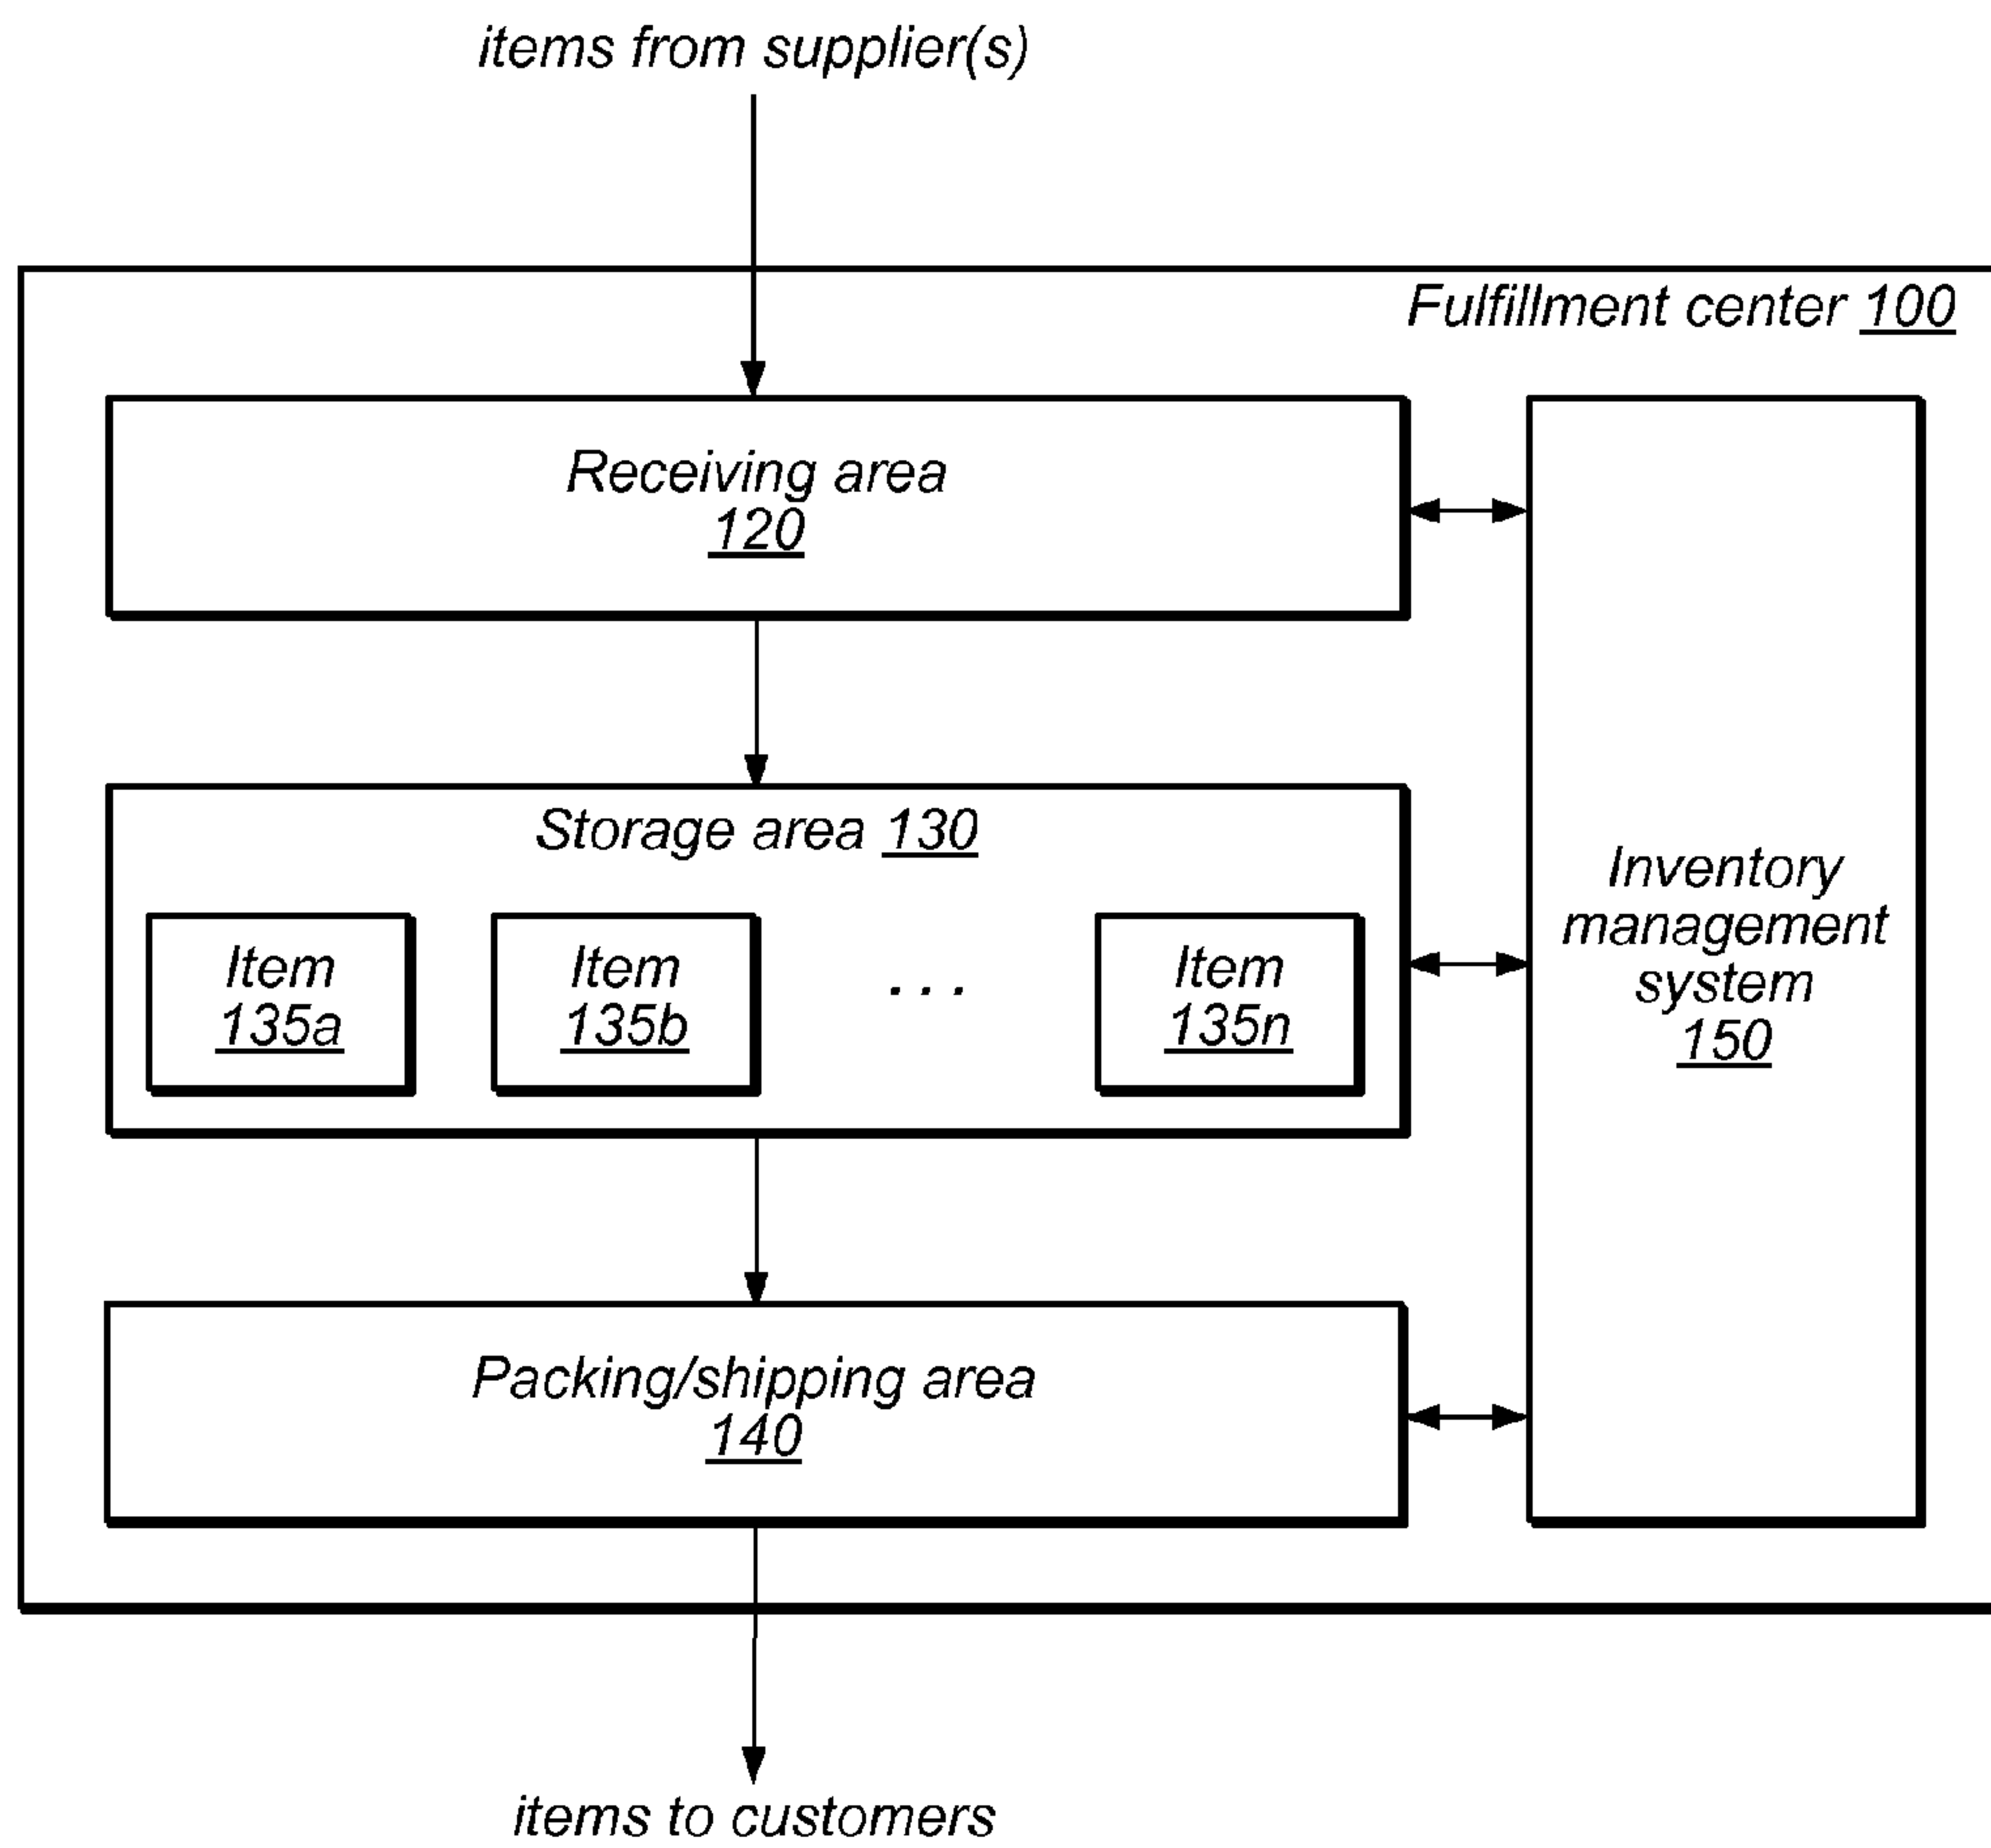 items from supplier(s)
Fulfillment center 100
Receiving area
120
Storage area 130
Item
135a
Item
135b
...
Item
135n
Inventory
management
system
150
Packing/shipping area
140
items to customers